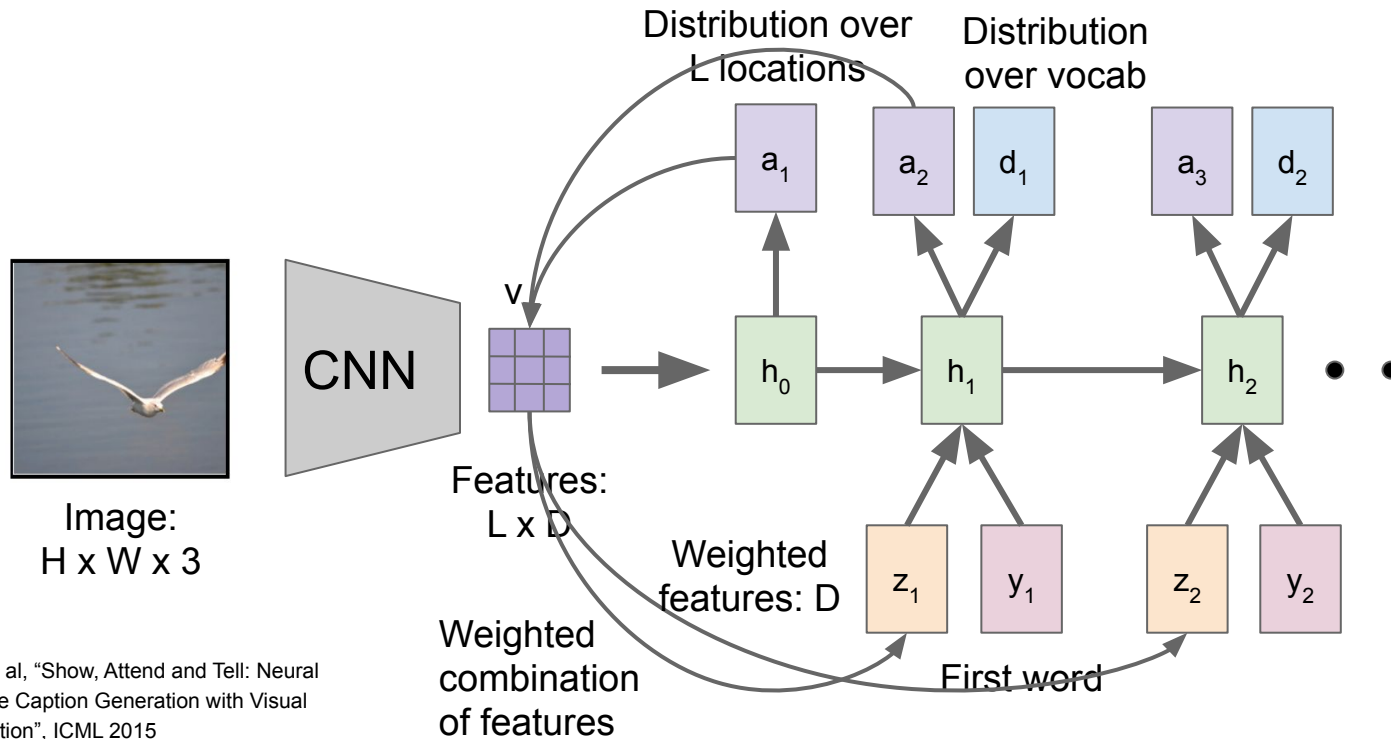 Distribution over
L locations
Distribution
over vocab
a1
a2
d1
a3
d2
CNN
v
h0
h1
h2
Image:
H x W x 3
Features:
L x D
Weighted
features: D
z1
y1
z2
y2
Weighted
combination
of features
First word
al, “Show, Attend and Tell: Neural
e Caption Generation with Visual
tion”, ICML 2015